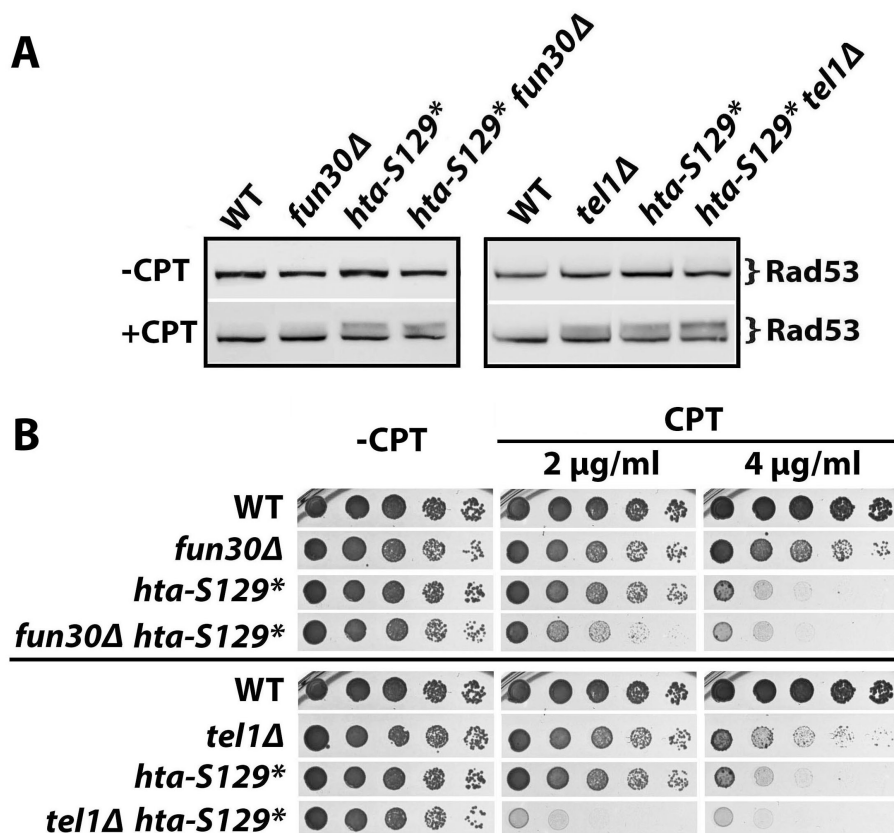 A
WT fun30Δ hta-S129* hta-S129* fun30Δ WT tel1Δ hta-S129* hta-S129* tel1Δ
-CPT } Rad53
+CPT } Rad53
B
-CPT CPT
2 µg/ml 4 µg/ml
WT
fun30Δ
hta-S129*
fun30Δ hta-S129*
WT
tel1Δ
hta-S129*
tel1Δ hta-S129*